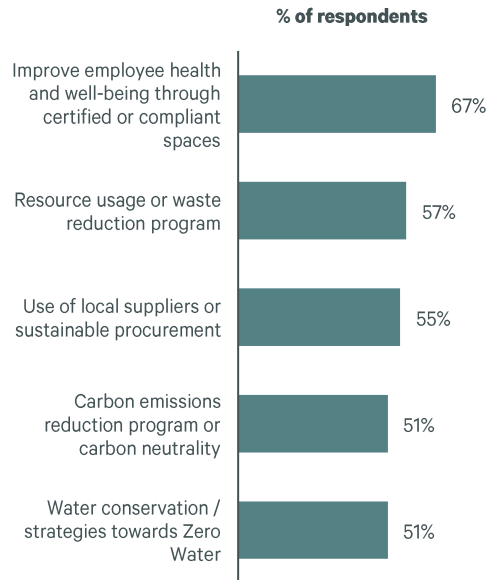 % of respondents
Improve employee health
and well-being through
certified or compliant
spaces
67%
Resource usage or waste
reduction program
57%
Use of local suppliers or
sustainable procurement
55%
Carbon emissions
reduction program or
carbon neutrality
51%
Water conservation /
strategies towards Zero
Water
51%